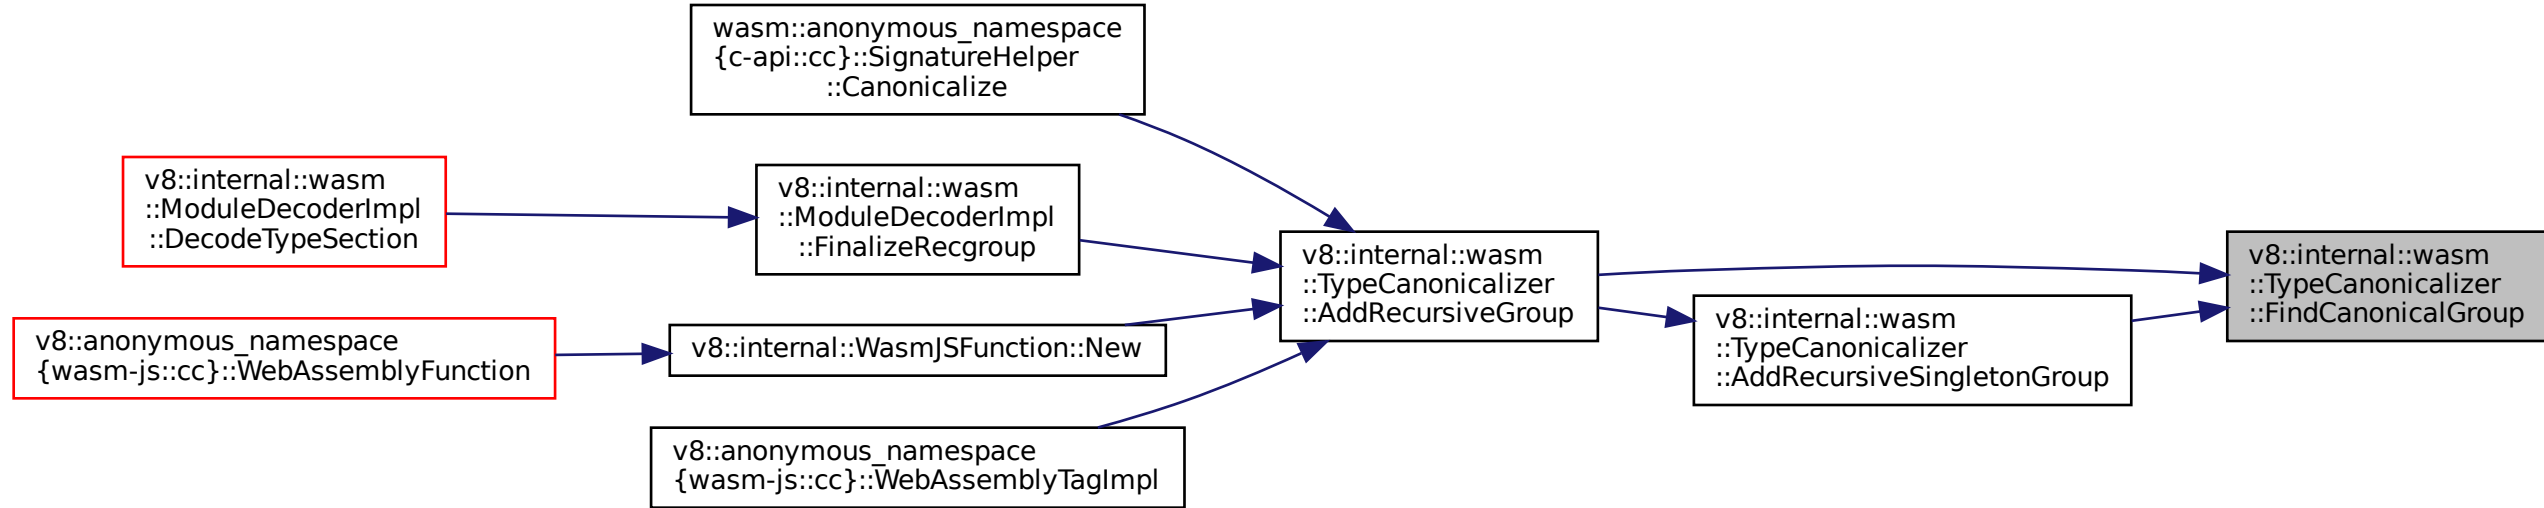 wasm::anonymous_namespace
{c-api::cc}::SignatureHelper
::Canonicalize
v8::internal::wasm
::ModuleDecoderImpl
::DecodeTypeSection
v8::internal::wasm
::ModuleDecoderImpl
::FinalizeRecgroup
v8::anonymous_namespace
{wasm-js::cc}::WebAssemblyFunction
v8::internal::WasmJSFunction::New
v8::anonymous_namespace
{wasm-js::cc}::WebAssemblyTagImpl
v8::internal::wasm
::TypeCanonicalizer
::AddRecursiveGroup
v8::internal::wasm
::TypeCanonicalizer
::AddRecursiveSingletonGroup
v8::internal::wasm
::TypeCanonicalizer
::FindCanonicalGroup